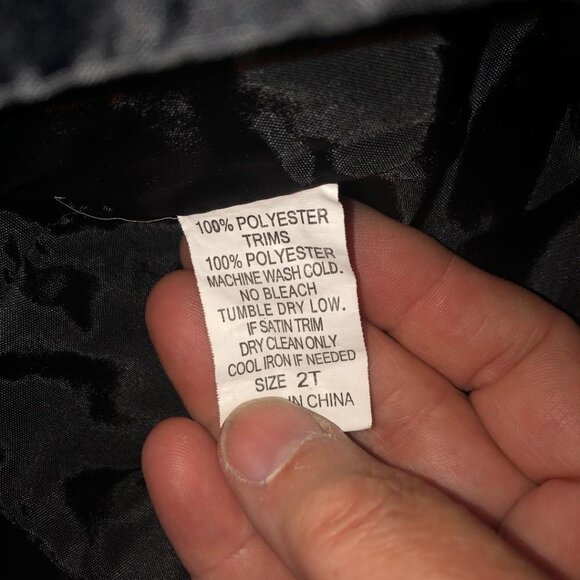 100% POLYESTER
TRIMS
100% POLYESTER
MACHINE WASH COLD.
NO BLEACH
TUMBLE DRY LOW.
IF SATIN TRIM
DRY CLEAN ONLY
COOL IRON IF NEEDED
SIZE 2T
IN CHINA